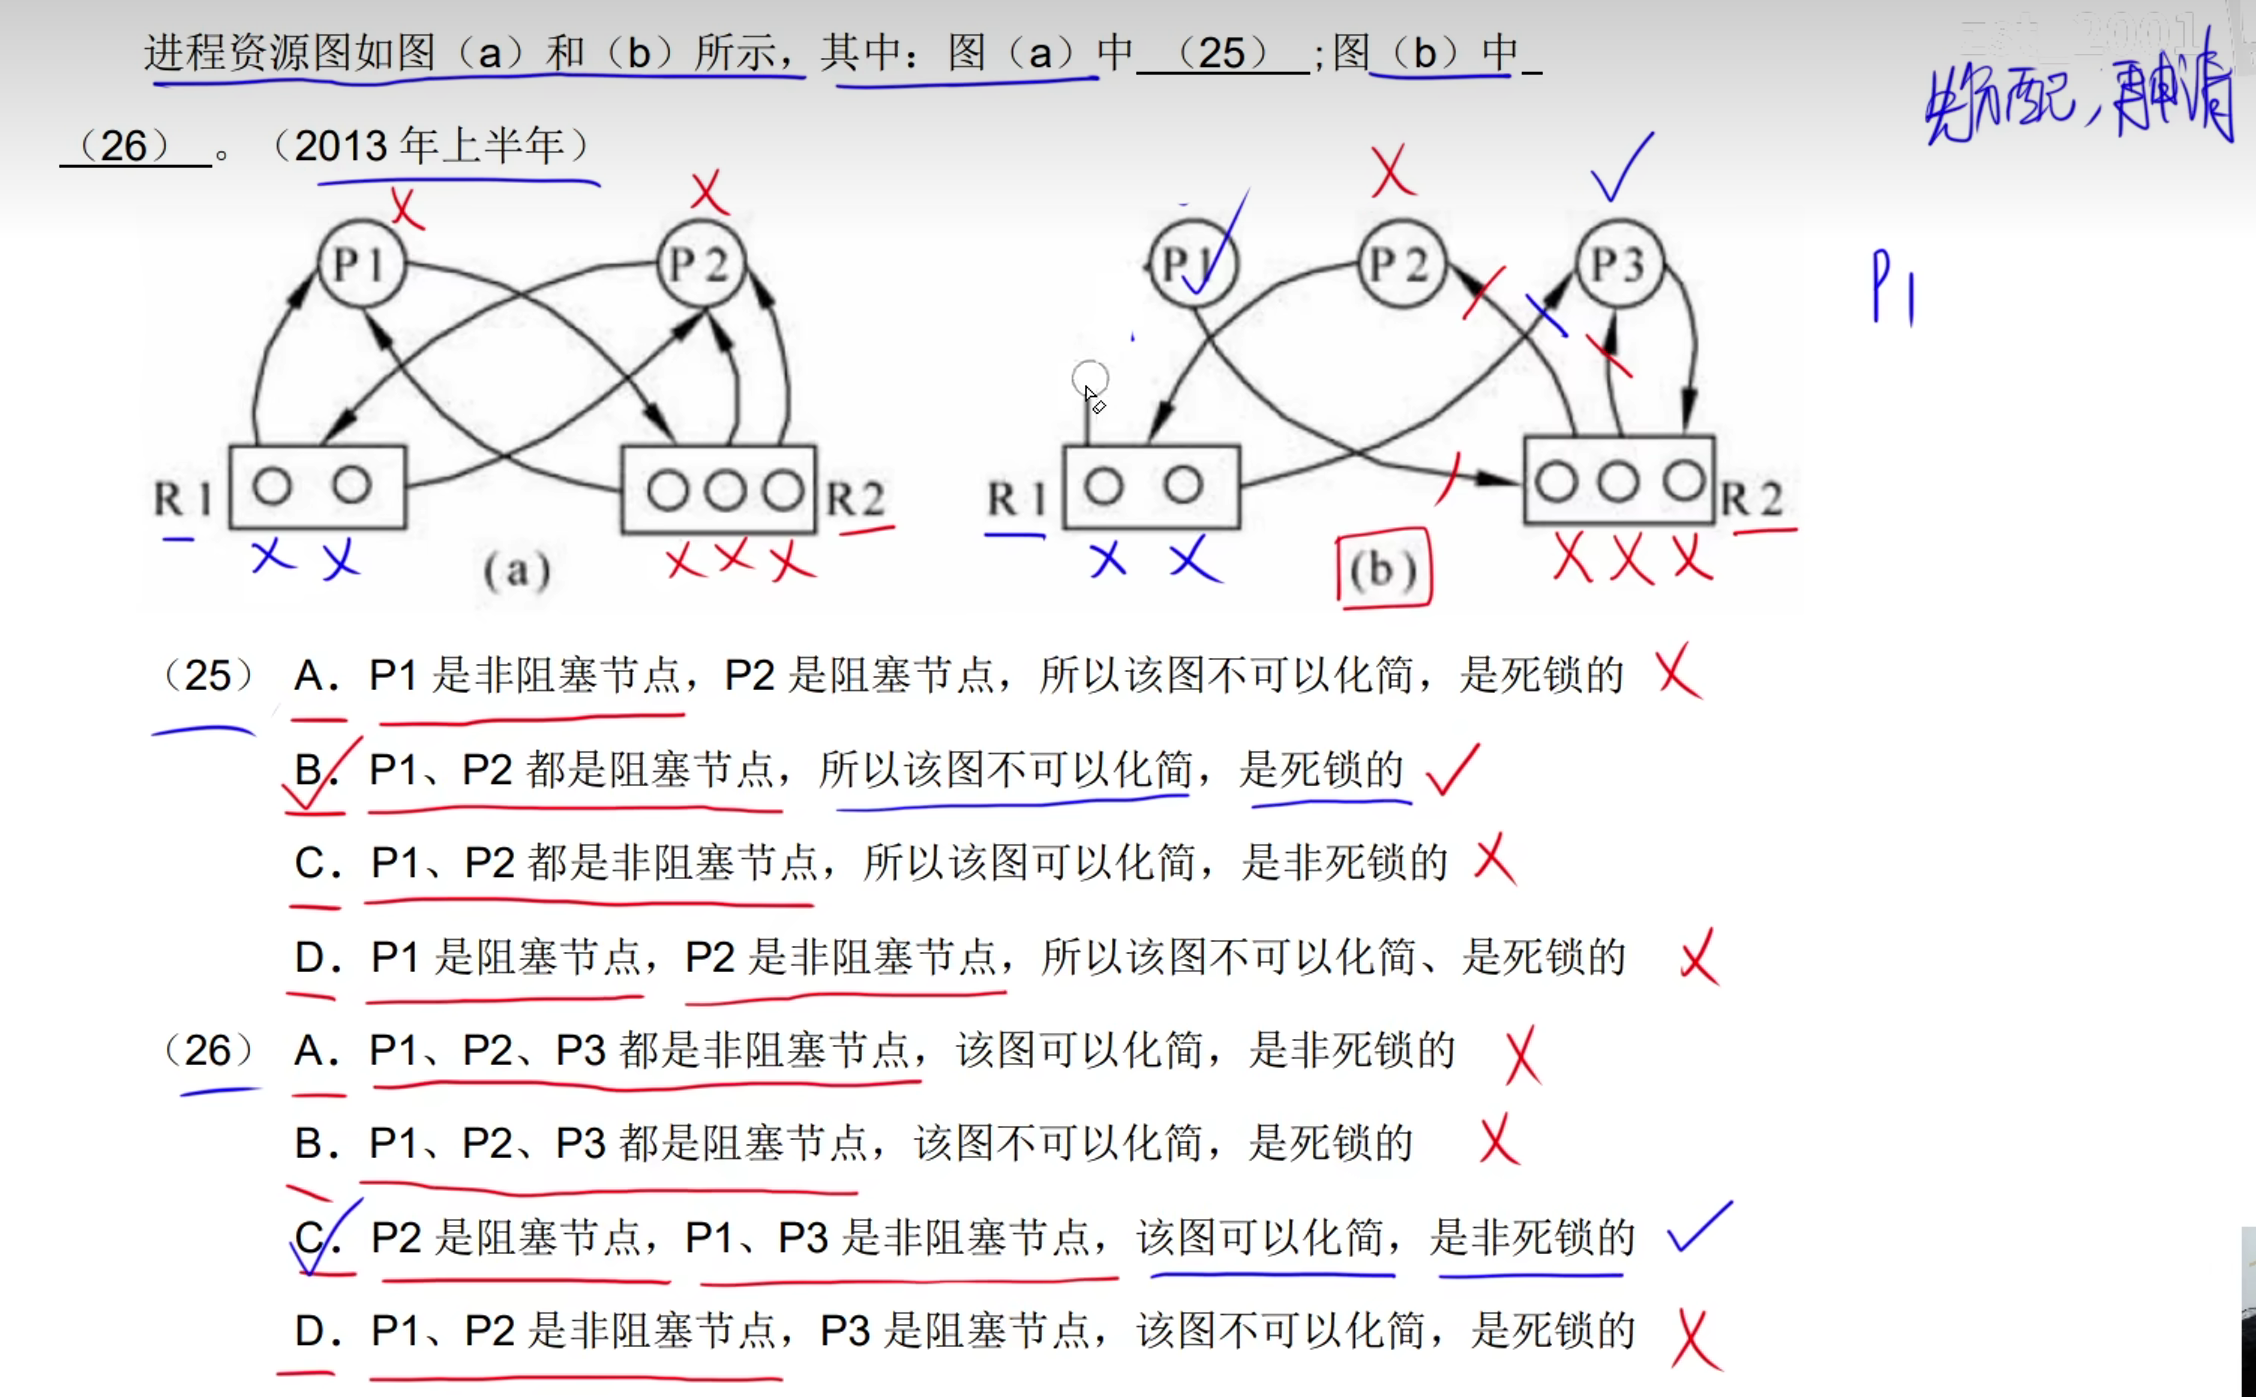 进程资源图如图（a）和（b）所示，其中：图（a）中 （25） ;图（b）中
（26） 。（2013 年上半年）
先分配，再申请
P1 P2 P1 P2 P3
P1
R1 R2 R1 R2
(a) (b)
（25） A. P1 是非阻塞节点，P2 是阻塞节点，所以该图不可以化简，是死锁的
B. P1、P2 都是阻塞节点，所以该图不可以化简，是死锁的
C. P1、P2 都是非阻塞节点，所以该图可以化简，是非死锁的
D. P1 是阻塞节点，P2 是非阻塞节点，所以该图不可以化简、是死锁的
（26） A. P1、P2、P3 都是非阻塞节点，该图可以化简，是非死锁的
B. P1、P2、P3 都是阻塞节点，该图不可以化简，是死锁的
C. P2 是阻塞节点，P1、P3 是非阻塞节点，该图可以化简，是非死锁的
D. P1、P2 是非阻塞节点，P3 是阻塞节点，该图不可以化简，是死锁的